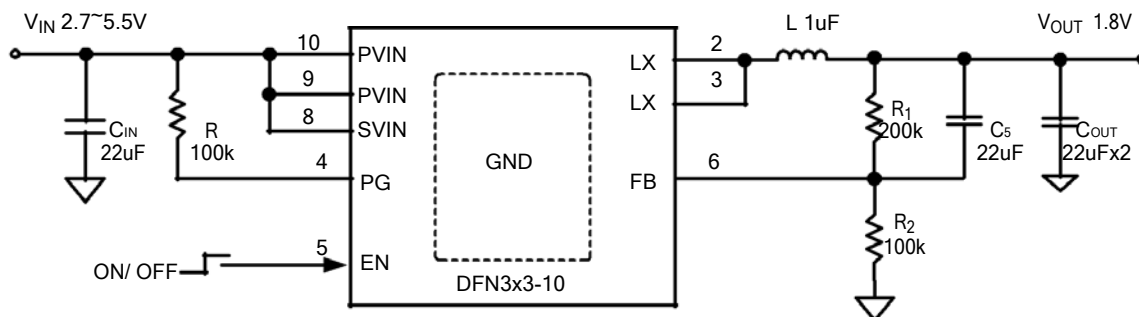 VIN 2.7~5.5V
L 1uF
VOUT 1.8V
10
PVIN
2
LX
9
PVIN
3
LX
8
SVIN
CIN
22uF
R
100k
GND
R1
200k
C5
22uF
COUT
22uFx2
4
PG
6
FB
R2
100k
5
EN
ON/ OFF
DFN3x3-10